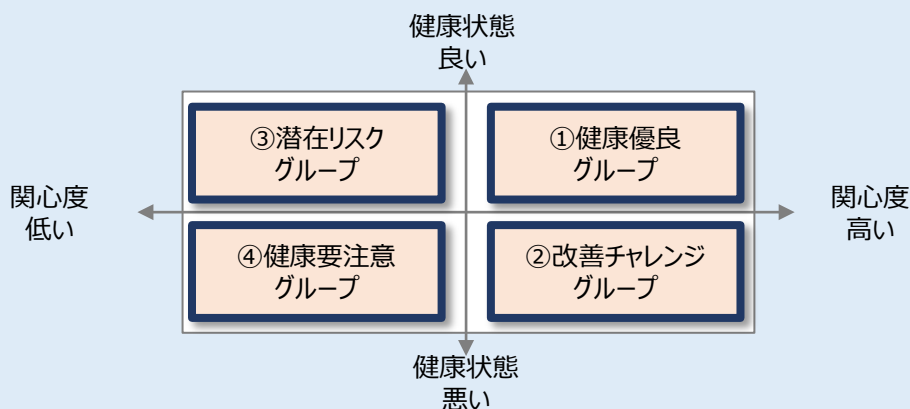 健康状態
良い
③潜在リスク
グループ
①健康優良
グループ
関心度
低い
関心度
高い
④健康要注意
グループ
②改善チャレンジ
グループ
健康状態
悪い